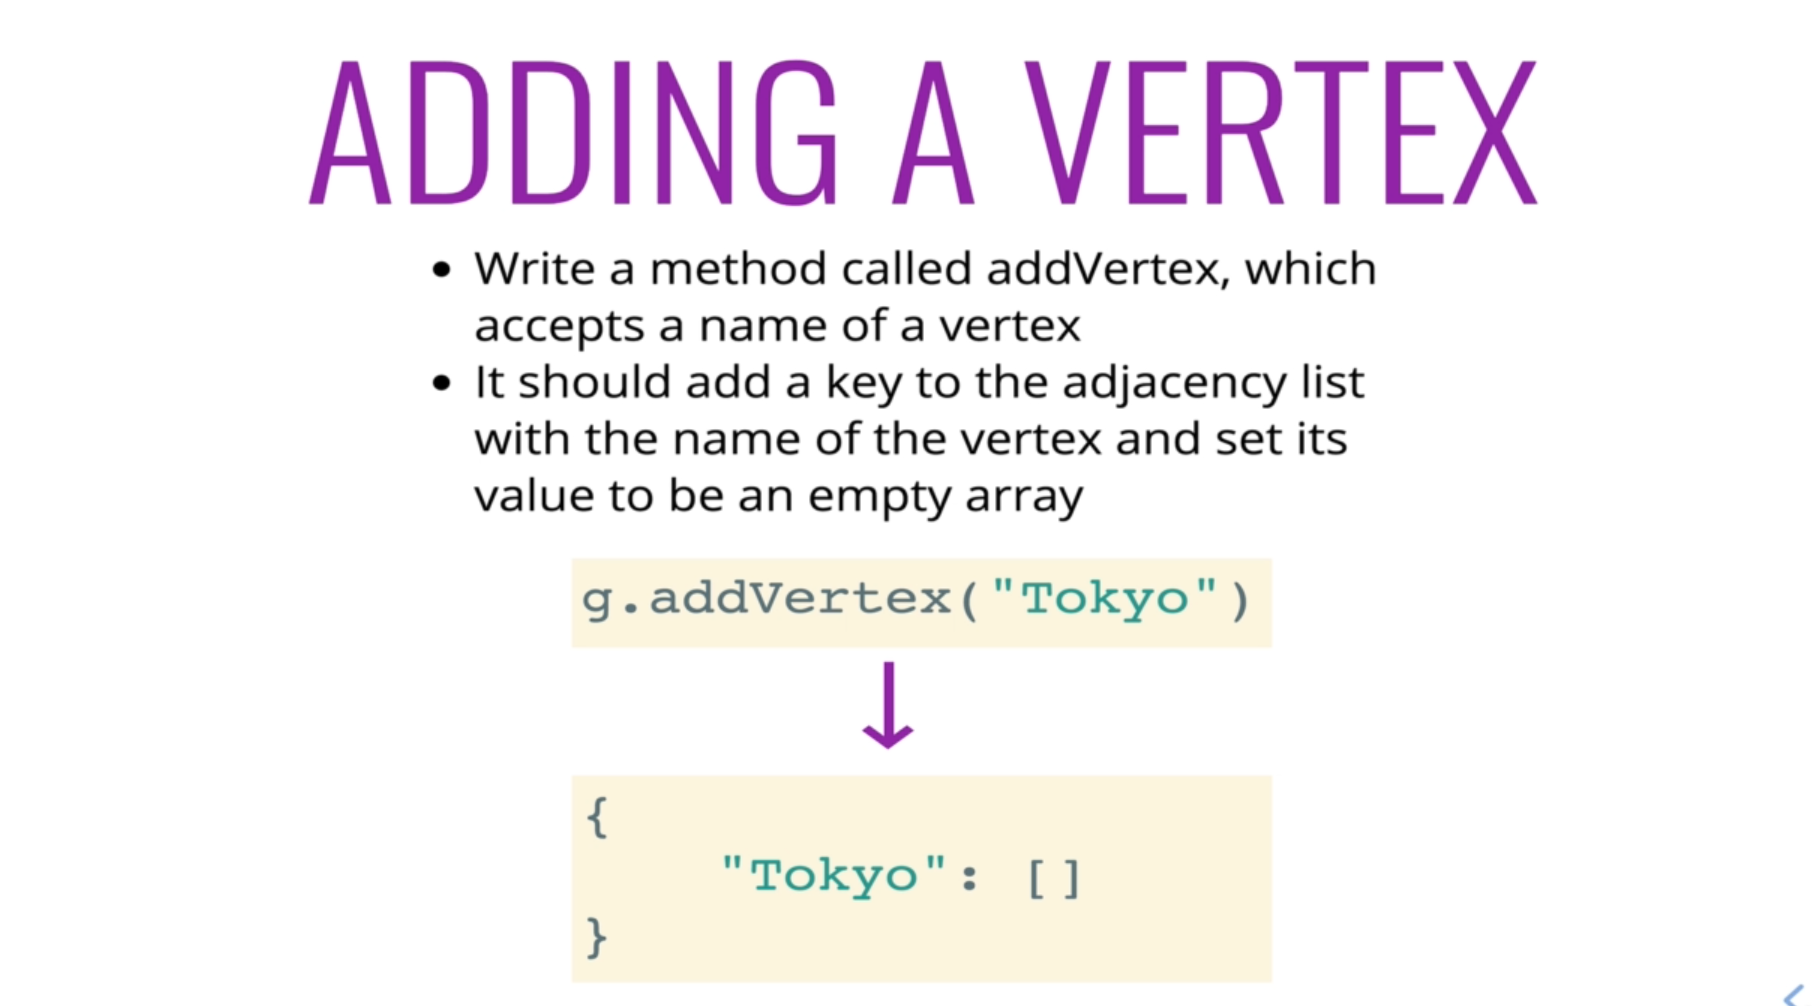 ADDING A VERTEX
• Write a method called addVertex, which
accepts a name of a vertex
• It should add a key to the adjacency list
with the name of the vertex and set its
value to be an empty array
g.addVertex("Tokyo")
{
"Tokyo": []
}